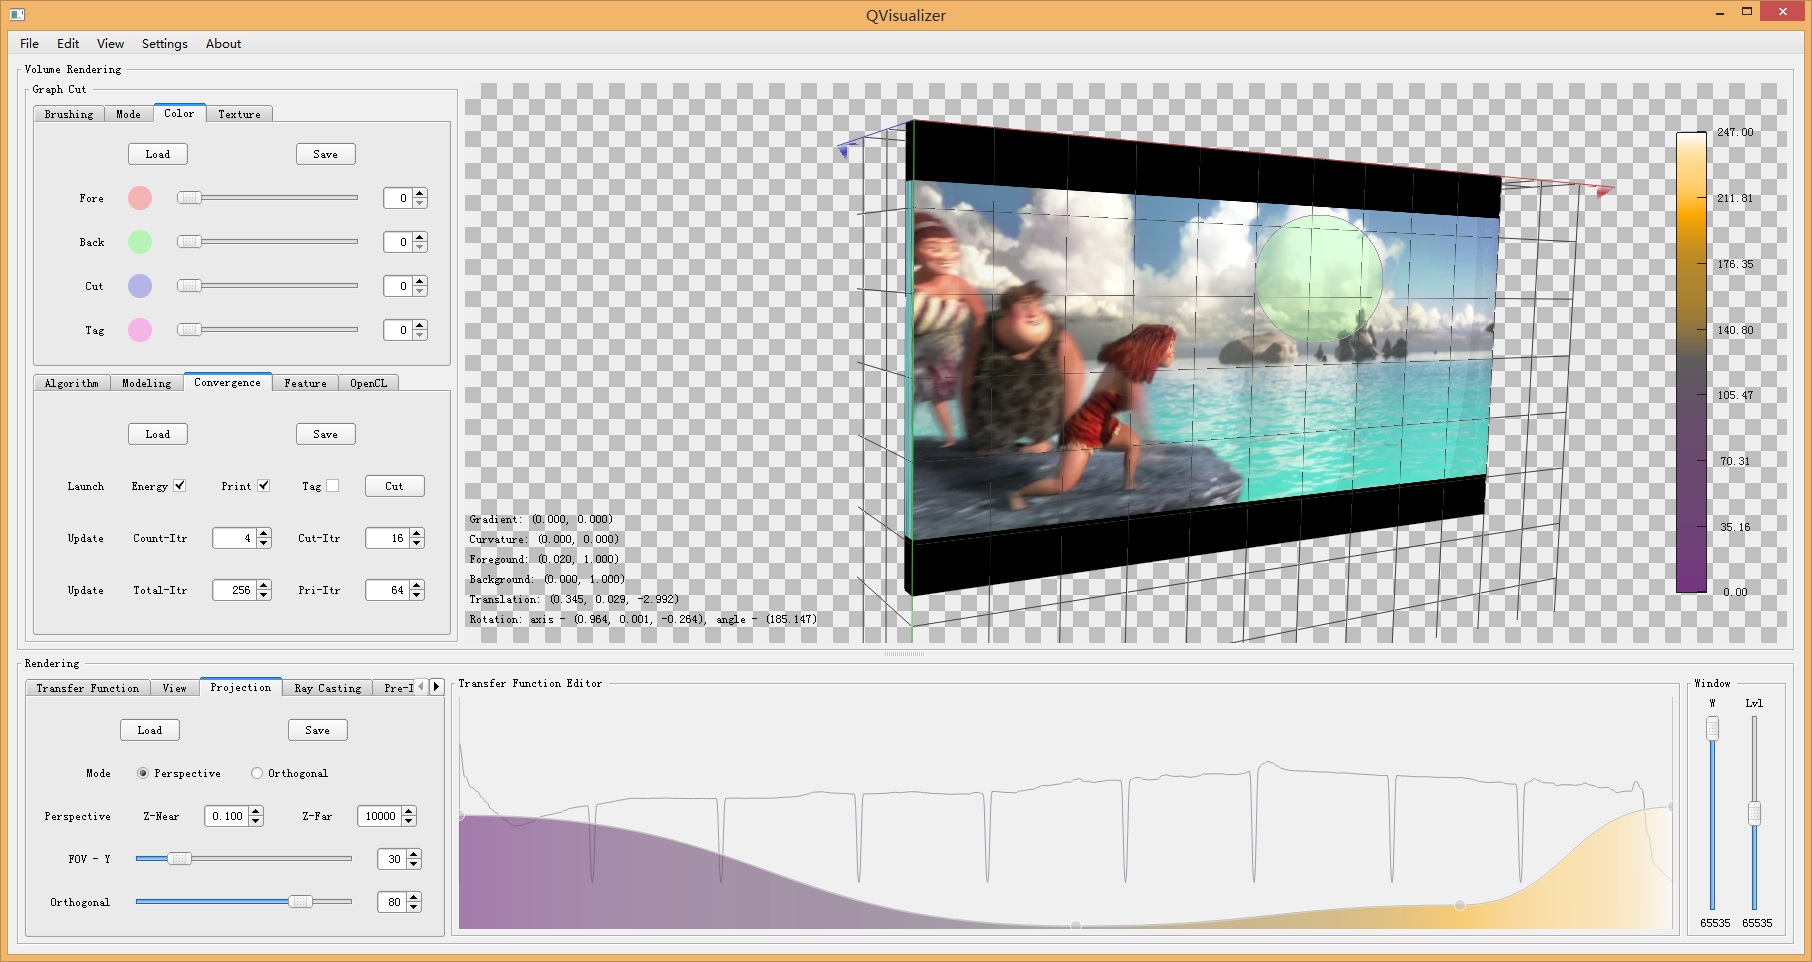 QVisualizer
File Edit View Settings About
Volume Rendering
Graph Cut
Brushing Mode Color Texture
Load Save
Fore 0
Back 0
Cut 0
Tag 0
Algorithm Modeling Convergence Feature OpenCL
Load Save
Launch Energy Print Tag Cut
Update Count-Itr 4 Cut-Itr 16
Update Total-Itr 256 Pri-Itr 64
Gradient: (0.000, 0.000)
Curvature: (0.000, 0.000)
Foregound: (0.020, 1.000)
Background: (0.000, 1.000)
Translation: (0.345, 0.029, -2.992)
Rotation: axis - (0.964, 0.001, -0.264), angle - (185.147)
247.00
211.81
176.35
140.80
105.47
70.31
35.16
0.00
Rendering
Transfer Function View Projection Ray Casting Pre-I
Load Save
Mode Perspective Orthogonal
Perspective Z-Near 0.100 Z-Far 10000
FOV - Y 30
Orthogonal 80
Transfer Function Editor
Window
W Lvl
65535 65535